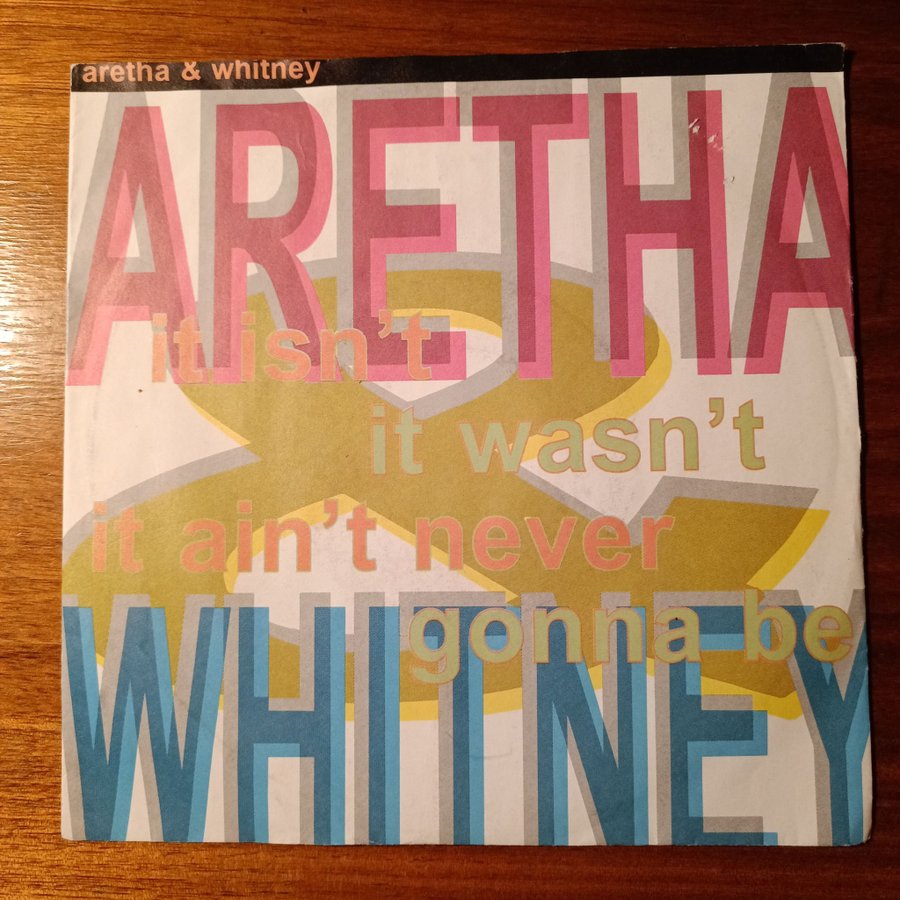 aretha & whitney
ARETHA
&
it isn't
it wasn't
it ain't never
gonna be
WHITNEY